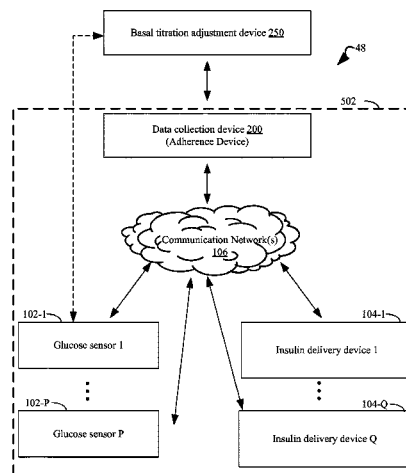 Basal titration adjustment device 250
48
502
Data collection device 200
(Adherence Device)
Communication Network(s)
106
102-1
Glucose sensor 1
102-P
Glucose sensor P
104-1
Insulin delivery device 1
104-Q
Insulin delivery device Q